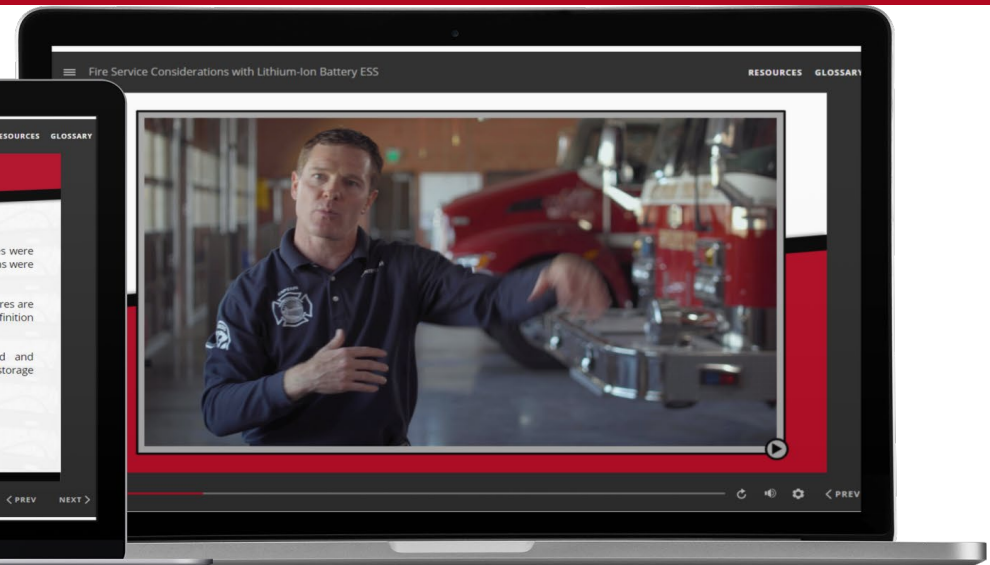 Fire Service Considerations with Lithium-Ion Battery ESS
RESOURCES GLOSSARY
GLOSSARY
s were
ns were
res are
finition
d and
storage
< PREV NEXT >
< PREV